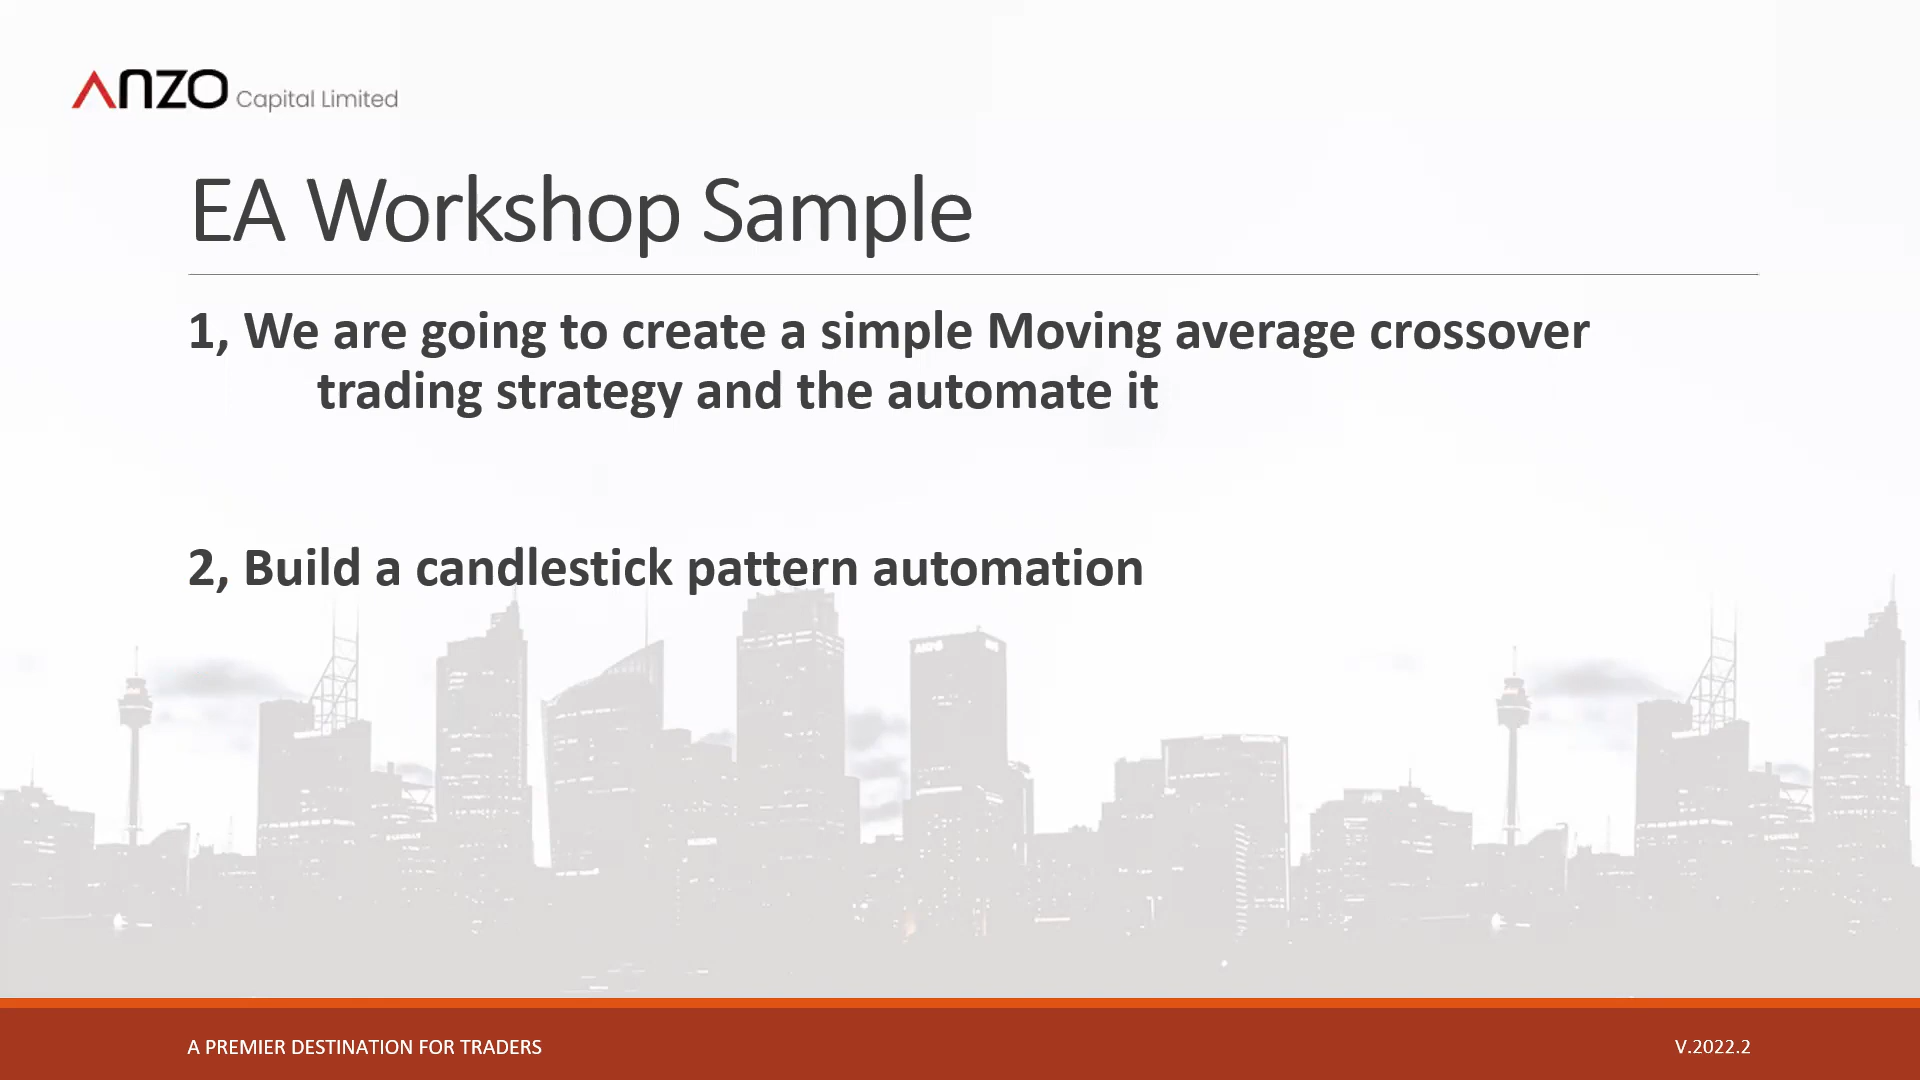 ANZO Capital Limited
EA Workshop Sample
1, We are going to create a simple Moving average crossover
trading strategy and the automate it
2, Build a candlestick pattern automation
A PREMIER DESTINATION FOR TRADERS
V.2022.2